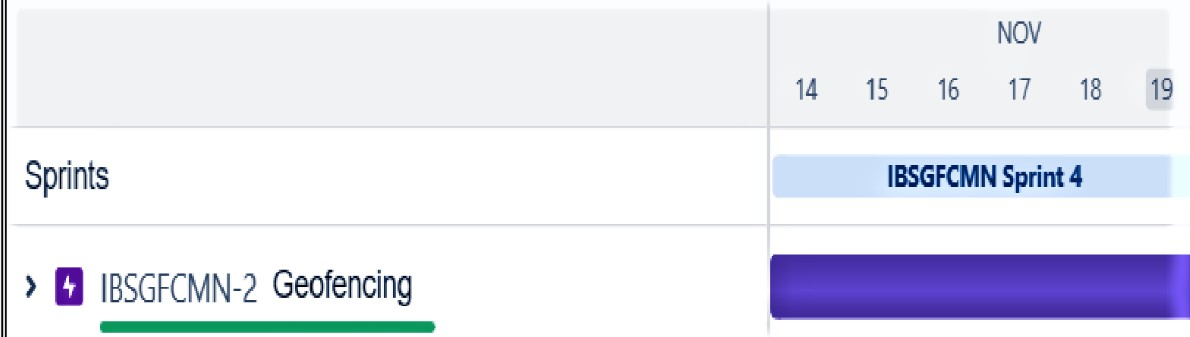 NOV
14 15 16 17 18 19
Sprints
IBSGFCMN Sprint 4
IBSGFCMN-2 Geofencing